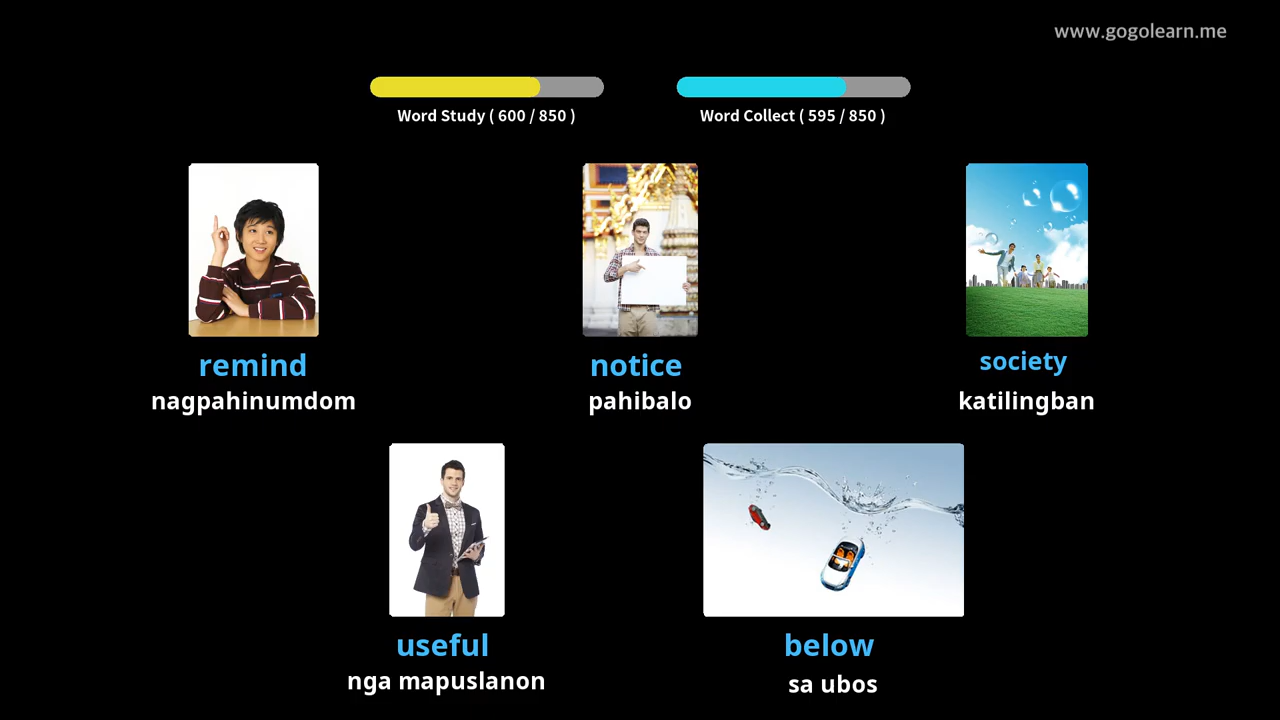 www.gogolearn.me
Word Study ( 600 / 850 )
Word Collect ( 595 / 850 )
remind
nagpahinumdom
notice
pahibalo
society
katilingban
useful
nga mapuslanon
below
sa ubos